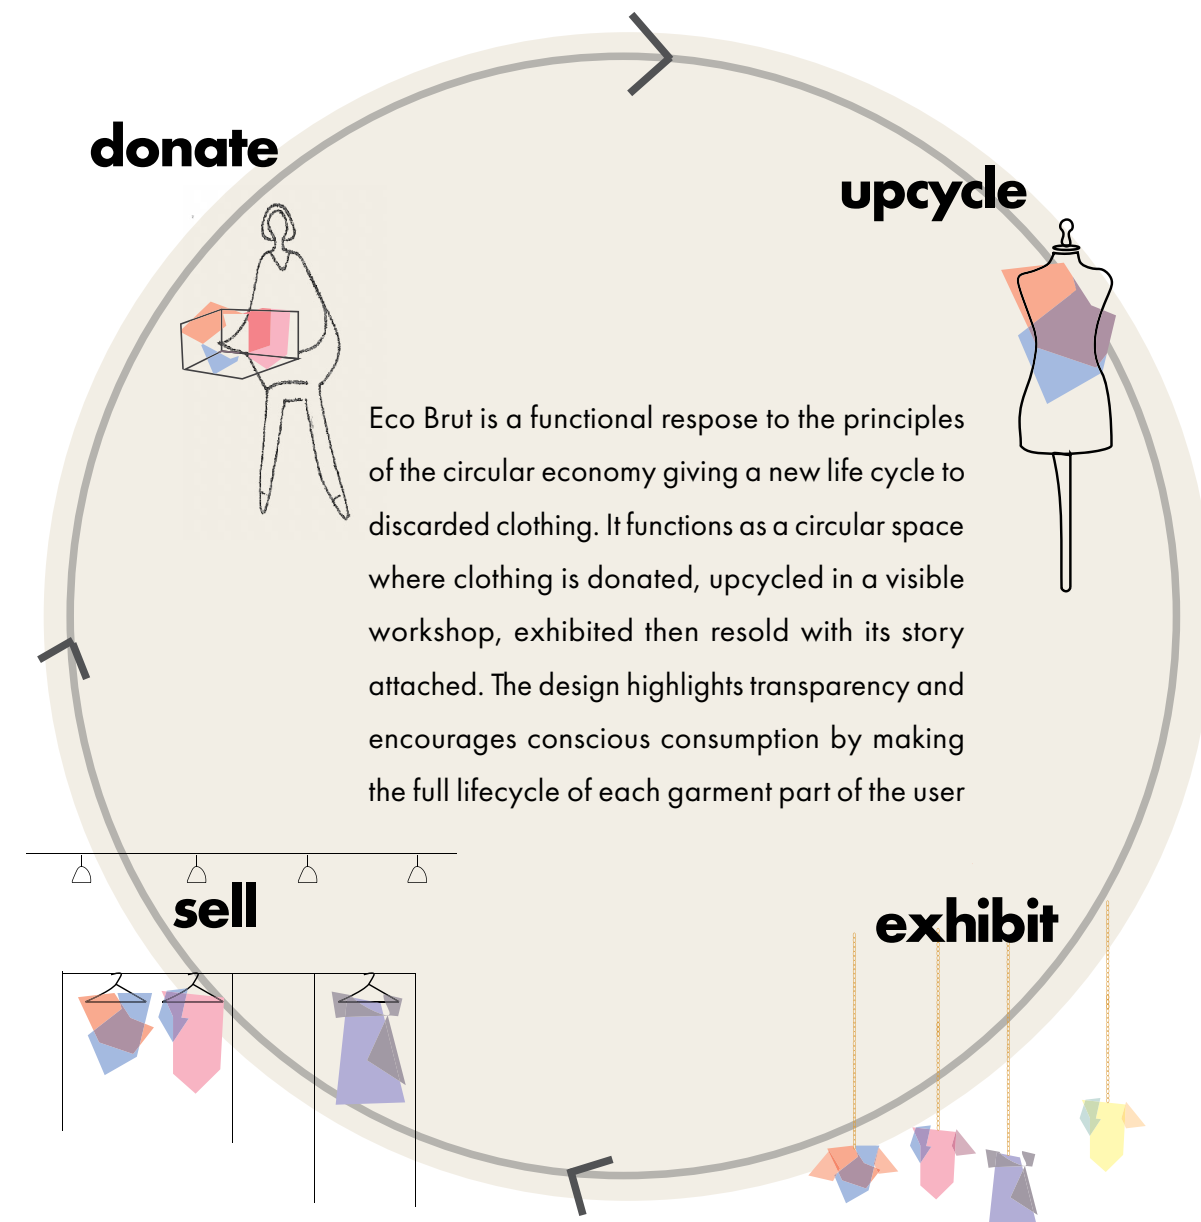 donate
upcycle
Eco Brut is a functional respose to the principles
of the circular economy giving a new life cycle to
discarded clothing. It functions as a circular space
where clothing is donated, upcycled in a visible
workshop, exhibited then resold with its story
attached. The design highlights transparency and
encourages conscious consumption by making
the full lifecycle of each garment part of the user
sell
exhibit